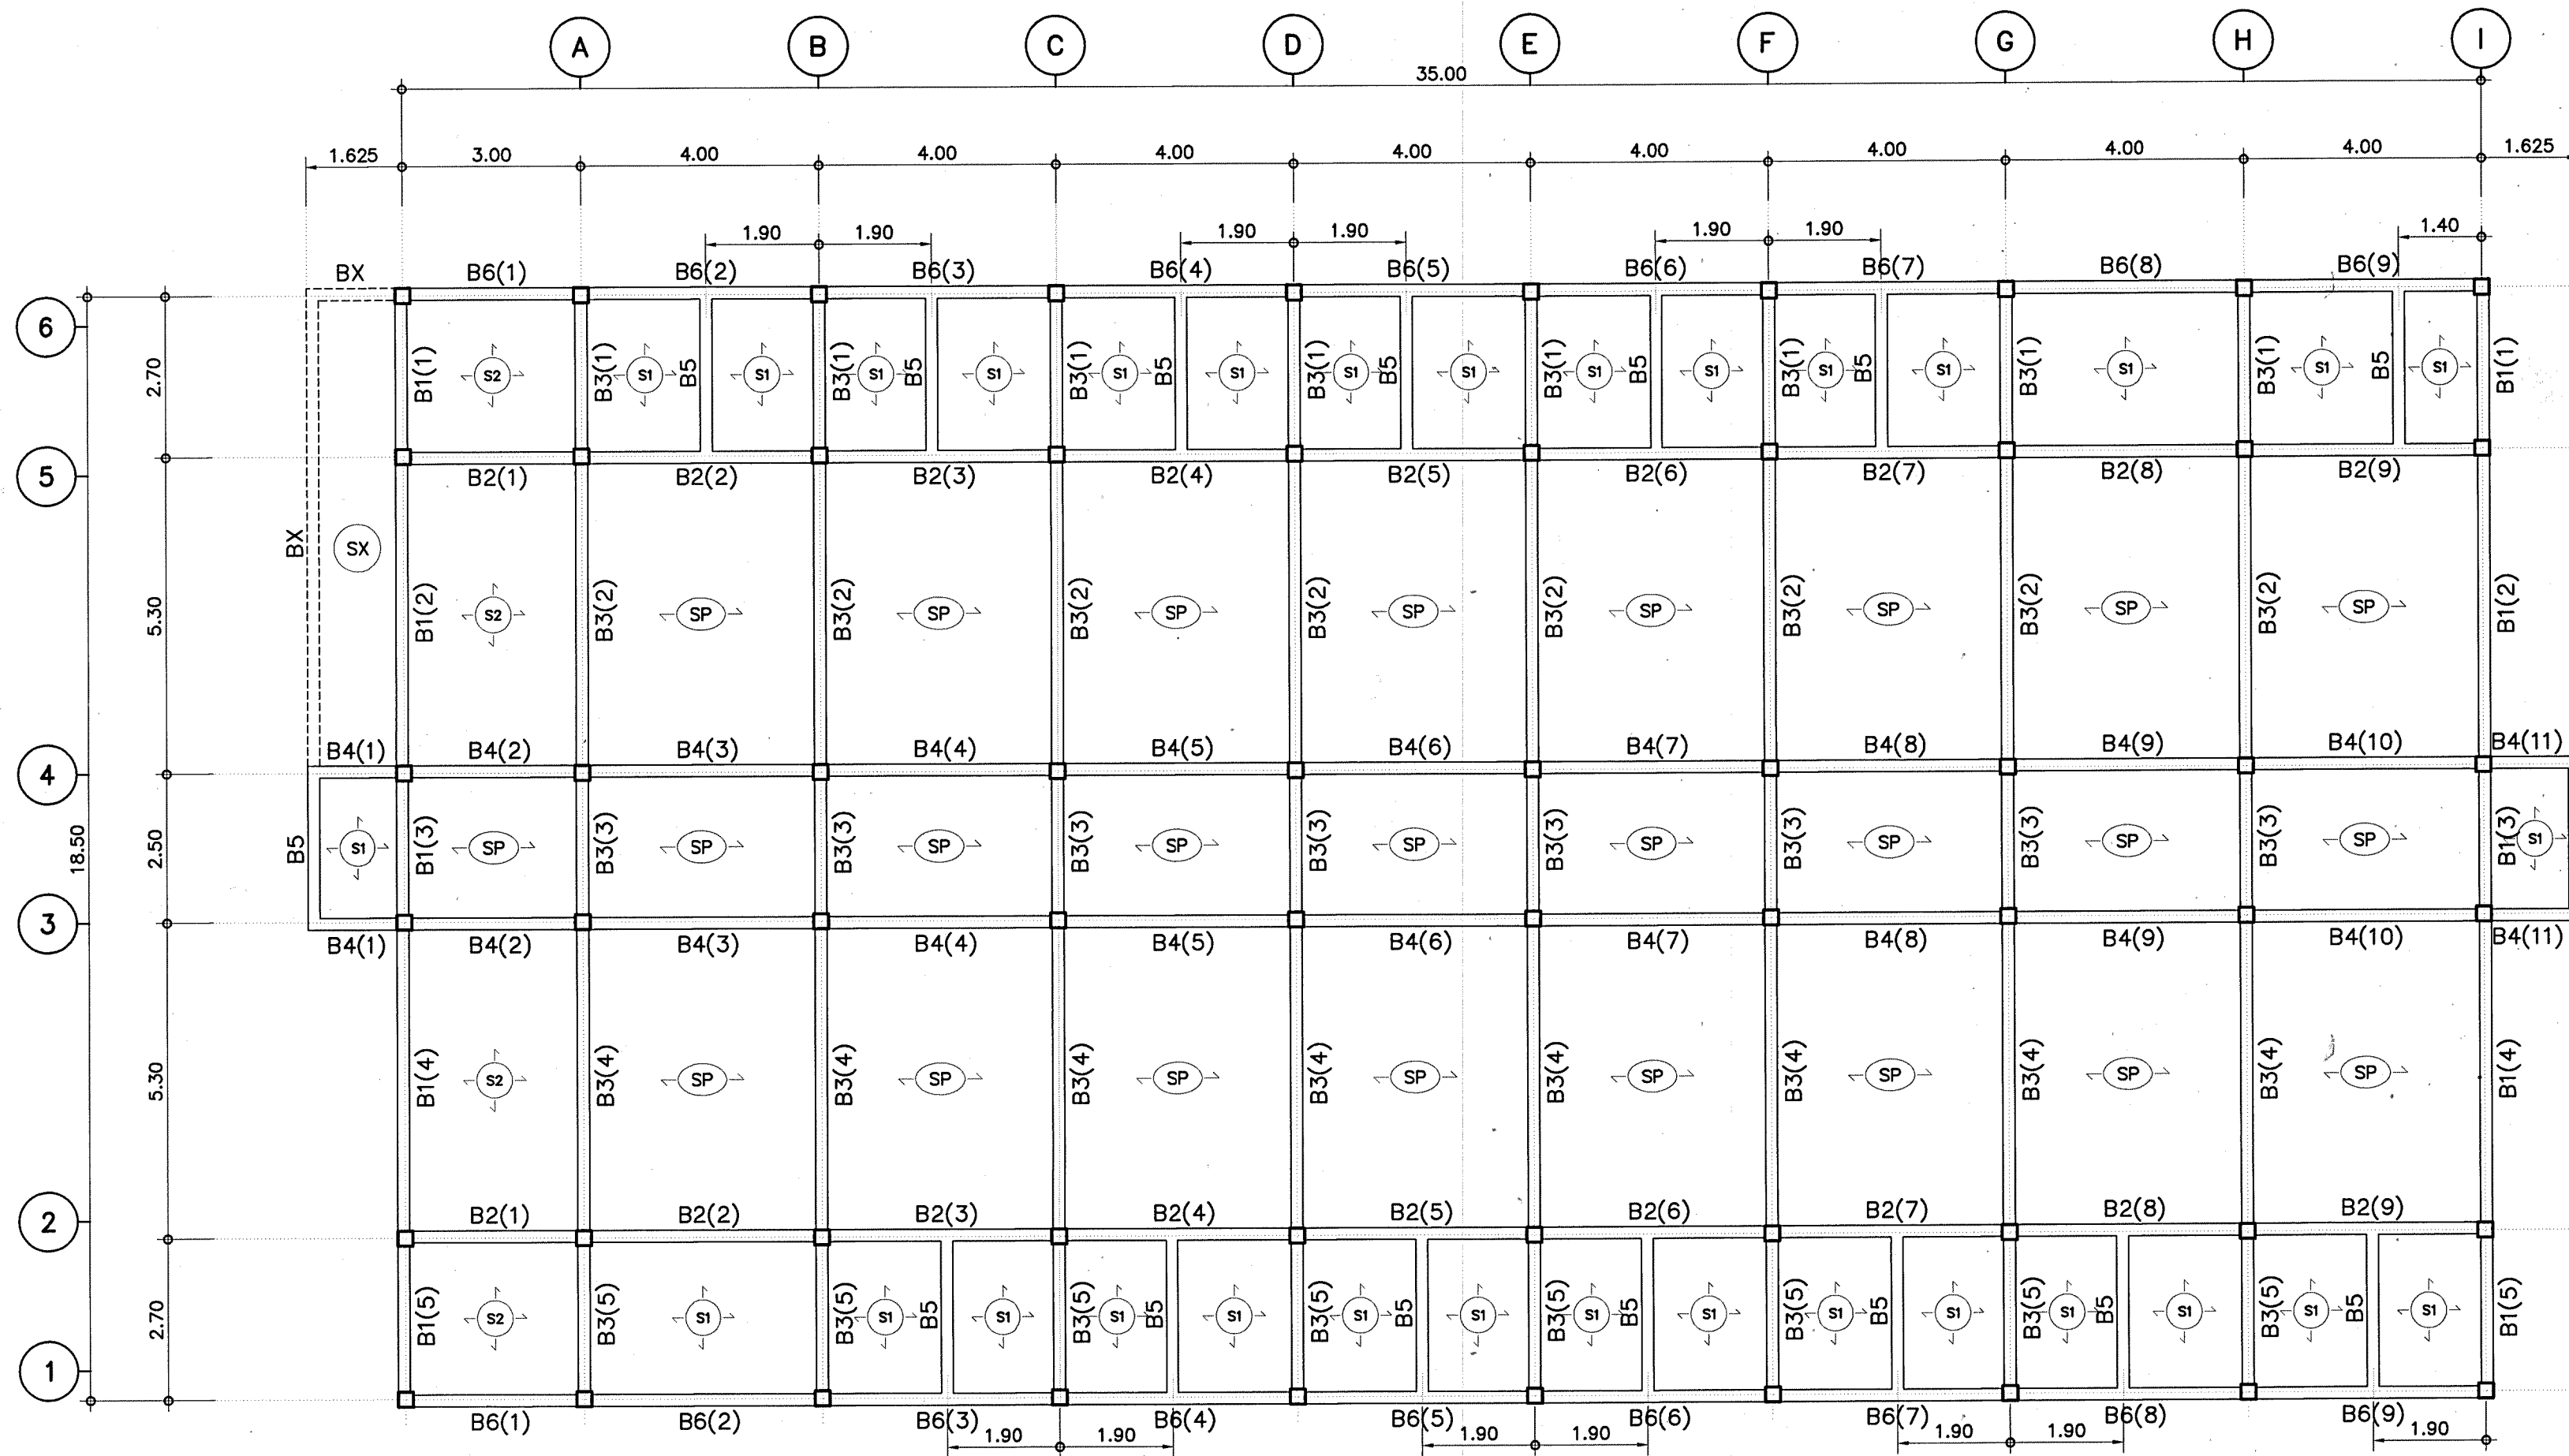 A B C D E F G H I
35.00
1.625 3.00 4.00 4.00 4.00 4.00 4.00 4.00 4.00 4.00 1.625
1.90 1.90 1.90 1.90 1.90 1.90 1.40
BX B6(1) B6(2) B6(3) B6(4) B6(5) B6(6) B6(7) B6(8) B6(9)
6
2.70 B1(1) S2 B3(1) S1 B5 S1 B3(1) S1 B5 S1 B3(1) S1 B5 S1 B3(1) S1 B5 S1 B3(1) S1 B5 S1 B3(1) S1 B5 S1 B3(1) S1 B3(1) S1 B5 S1 B1(1)
5
B2(1) B2(2) B2(3) B2(4) B2(5) B2(6) B2(7) B2(8) B2(9)
BX SX
5.30 B1(2) S2 B3(2) SP B3(2) SP B3(2) SP B3(2) SP B3(2) SP B3(2) SP B3(2) SP B3(2) SP B1(2)
B4(1) B4(2) B4(3) B4(4) B4(5) B4(6) B4(7) B4(8) B4(9) B4(10) B4(11)
4
18.50 2.50 B5 S1 B1(3) SP B3(3) SP B3(3) SP B3(3) SP B3(3) SP B3(3) SP B3(3) SP B3(3) SP B3(3) SP B1(3) S1
3
B4(1) B4(2) B4(3) B4(4) B4(5) B4(6) B4(7) B4(8) B4(9) B4(10) B4(11)
5.30 B1(4) S2 B3(4) SP B3(4) SP B3(4) SP B3(4) SP B3(4) SP B3(4) SP B3(4) SP B3(4) SP B1(4)
2
B2(1) B2(2) B2(3) B2(4) B2(5) B2(6) B2(7) B2(8) B2(9)
2.70 B1(5) S2 B3(5) S1 B3(5) S1 B5 S1 B3(5) S1 B5 S1 B3(5) S1 B5 S1 B3(5) S1 B5 S1 B3(5) S1 B5 S1 B3(5) S1 B5 S1 B3(5) S1 B5 S1 B1(5)
1
B6(1) B6(2) B6(3) B6(4) B6(5) B6(6) B6(7) B6(8) B6(9)
1.90 1.90 1.90 1.90 1.90 1.90 1.90